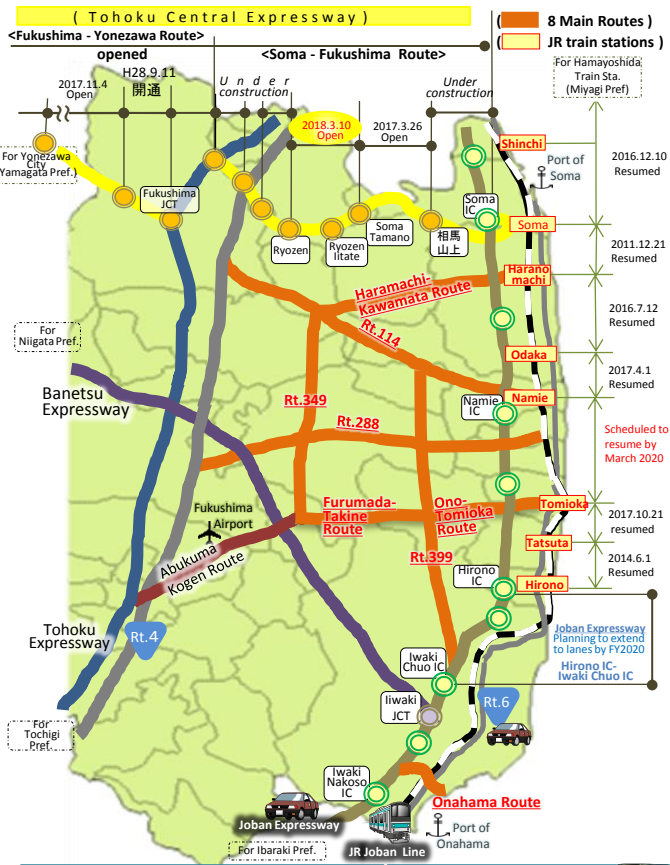 ( Tohoku Central Expressway )
8 Main Routes )
( JR train stations )
<Fukushima - Yonezawa Route>
opened
<Soma - Fukushima Route>
For Hamayoshida
Train Sta.
(Miyagi Pref)
2017.11.4
Open
H28.9.11
開通
Under
construction
2018.3.10
Open
2017.3.26
Open
Under
construction
Shinchi
Port of
Soma
2016.12.10
Resumed
For Yonezawa
City
Yamagata Pref.)
Fukushima
JCT
Ryozen
Ryozen
Iitate
Soma
Tamano
相馬
山上
Soma
IC
Soma
2011.12.21
Resumed
Harano
machi
Haramachi-
Kawamata Route
2016.7.12
Resumed
For
Niigata Pref.
Rt.114
Odaka
2017.4.1
Resumed
Banetsu
Expressway
Rt.349
Namie
IC
Namie
Rt.288
Scheduled to
resume by
March 2020
Fukushima
Airport
Furumada-
Takine
Route
Ono-
Tomioka
Route
Tomioka
2017.10.21
resumed
Tatsuta
Abukuma
Kogen Route
Rt.399
Hirono
IC
Hirono
2014.6.1
Resumed
Tohoku
Expressway
Rt.4
Joban Expressway
Planning to extend
to lanes by FY2020
Hirono IC-
Iwaki Chuo IC
Iwaki
Chuo IC
Iiwaki
JCT
Rt.6
For
Tochigi
Pref.
Iwaki
Nakoso
IC
Onahama Route
Joban Expressway
Port of
Onahama
For Ibaraki Pref.
JR Joban Line